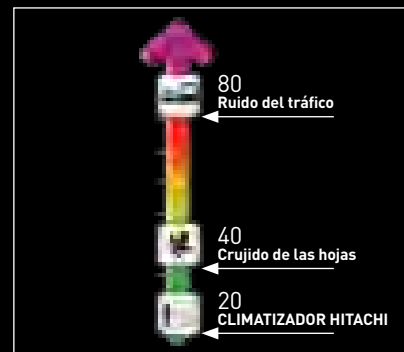 80
Ruido del tráfico
40
Crujido de las hojas
20
CLIMATIZADOR HITACHI